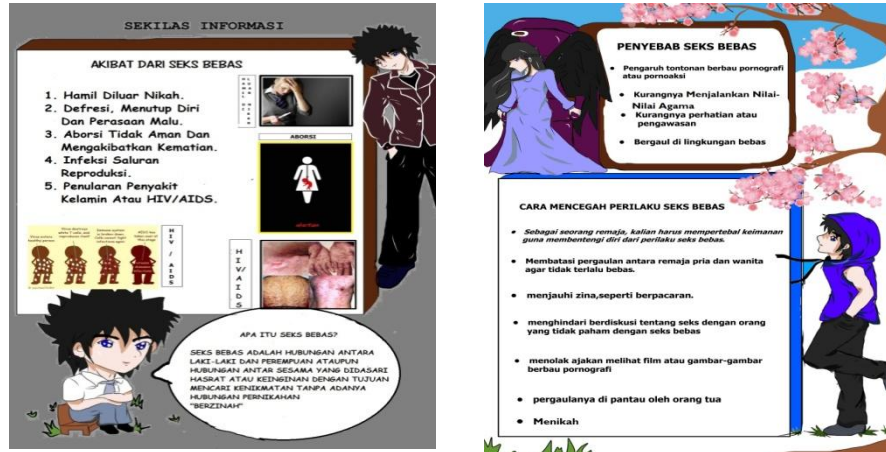 SEKILAS INFORMASI
AKIBAT DARI SEKS BEBAS
1. Hamil Diluar Nikah.
2. Defresi, Menutup Diri
Dan Perasaan Malu.
3. Aborsi Tidak Aman Dan
Mengakibatkan Kematian.
4. Infeksi Saluran
Reproduksi.
5. Penularan Penyakit
Kelamin Atau HIV/AIDS.
ABORSI
abortion
HIV/AIDS
HIV/AIDS
APA ITU SEKS BEBAS?
SEKS BEBAS ADALAH HUBUNGAN ANTARA
LAKI-LAKI DAN PEREMPUAN ATAUPUN
HUBUNGAN ANTAR SESAMA YANG DIDASARI
HASRAT ATAU KEINGINAN DENGAN TUJUAN
MENCARI KENIKMATAN TANPA ADANYA
HUBUNGAN PERNIKAHAN
"BERZINAH"
PENYEBAB SEKS BEBAS
• Pengaruh tontonan berbau pornografi
atau pornoaksi
• Kurangnya Menjalankan Nilai-
Nilai Agama
• Kurangnya perhatian atau
pengawasan
• Bergaul di lingkungan bebas
CARA MENCEGAH PERILAKU SEKS BEBAS
• Sebagai seorang remaja, kalian harus mempertebal keimanan
guna membentengi diri dari perilaku seks bebas.
• Membatasi pergaulan antara remaja pria dan wanita
agar tidak terlalu bebas.
• menjauhi zina,seperti berpacaran.
• menghindari berdiskusi tentang seks dengan orang
yang tidak paham dengan seks bebas
• menolak ajakan melihat film atau gambar-gambar
berbau pornografi
• pergaulanya di pantau oleh orang tua
• Menikah